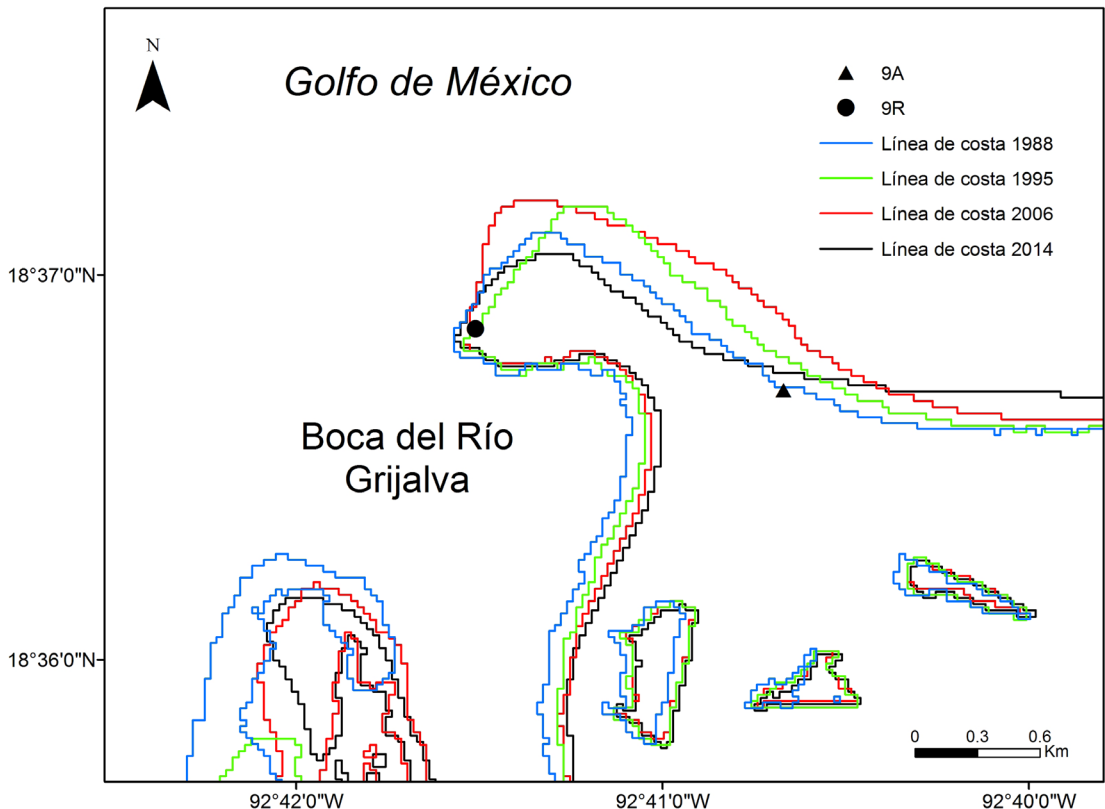 N
Golfo de México
9A
9R
Línea de costa 1988
Línea de costa 1995
Línea de costa 2006
Línea de costa 2014
18°37'0"N
Boca del Río
Grijalva
18°36'0"N
0 0.3 0.6
Km
92°42'0"W 92°41'0"W 92°40'0"W